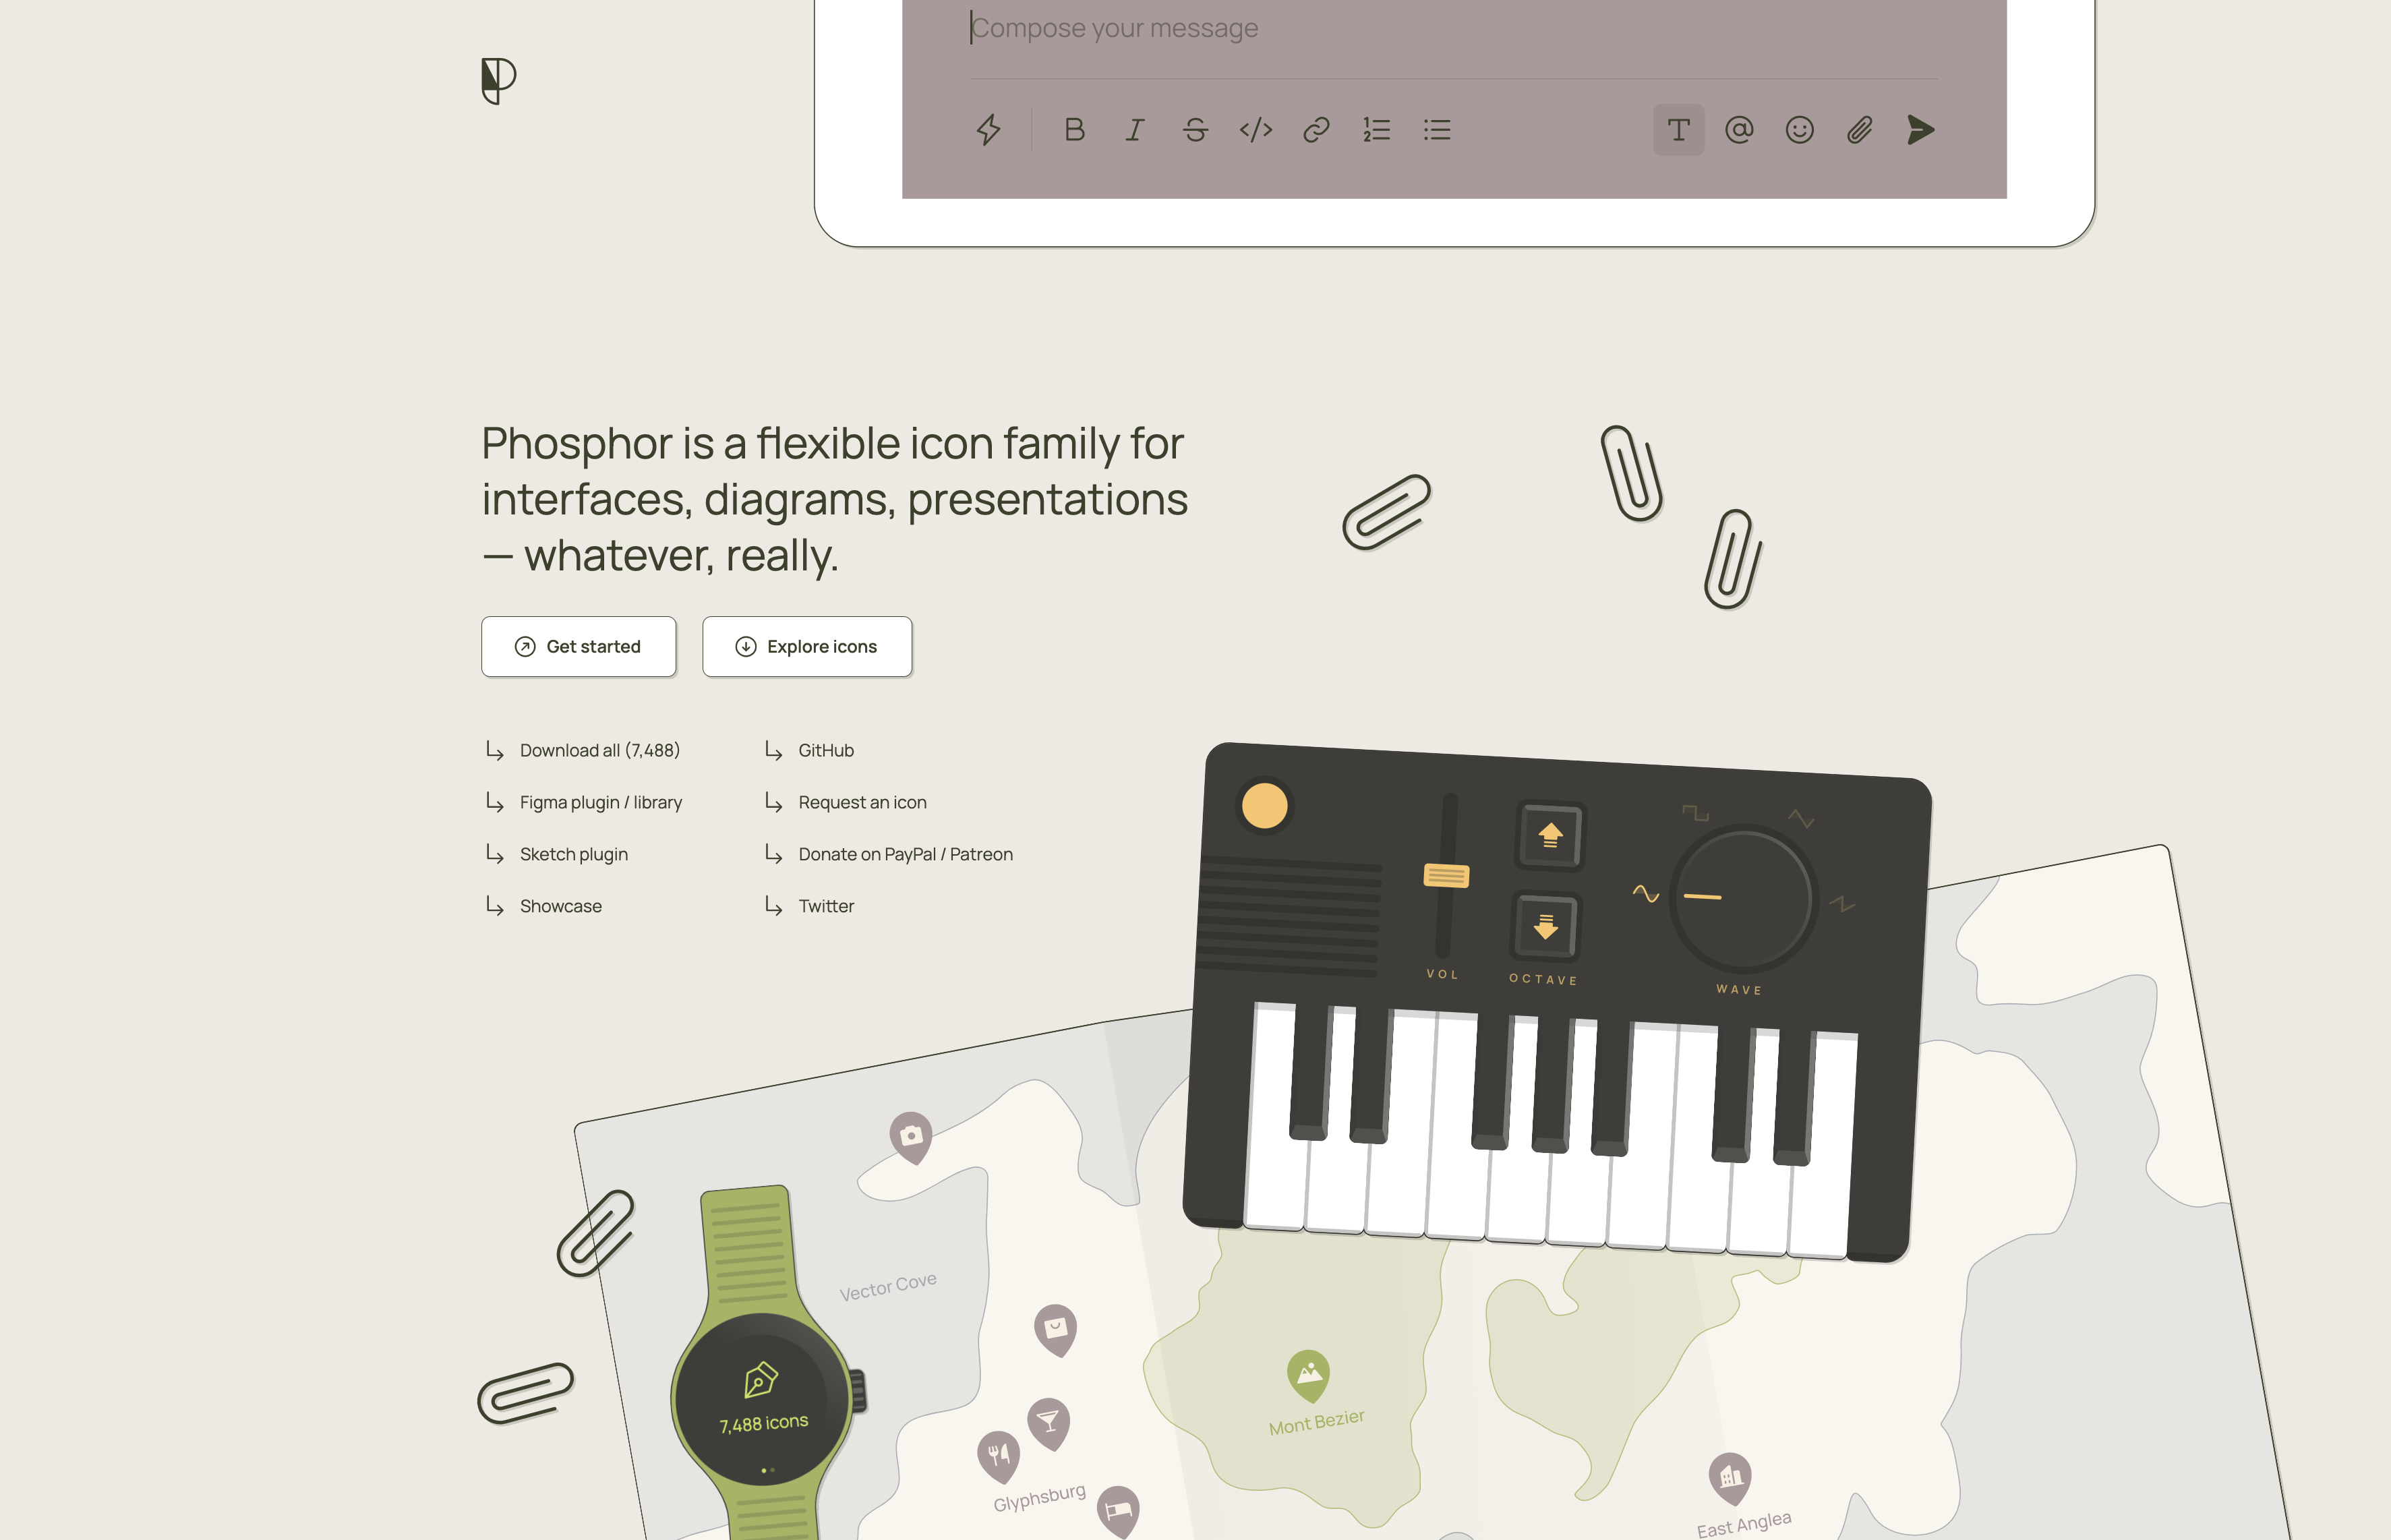 Compose your message
Phosphor is a flexible icon family for
interfaces, diagrams, presentations
— whatever, really.
Get started
Explore icons
Download all (7,488)
Figma plugin / library
Sketch plugin
Showcase
GitHub
Request an icon
Donate on PayPal / Patreon
Twitter
VOL
OCTAVE
WAVE
Vector Cove
7,488 icons
Mont Bezier
Glyphsburg
East Anglea